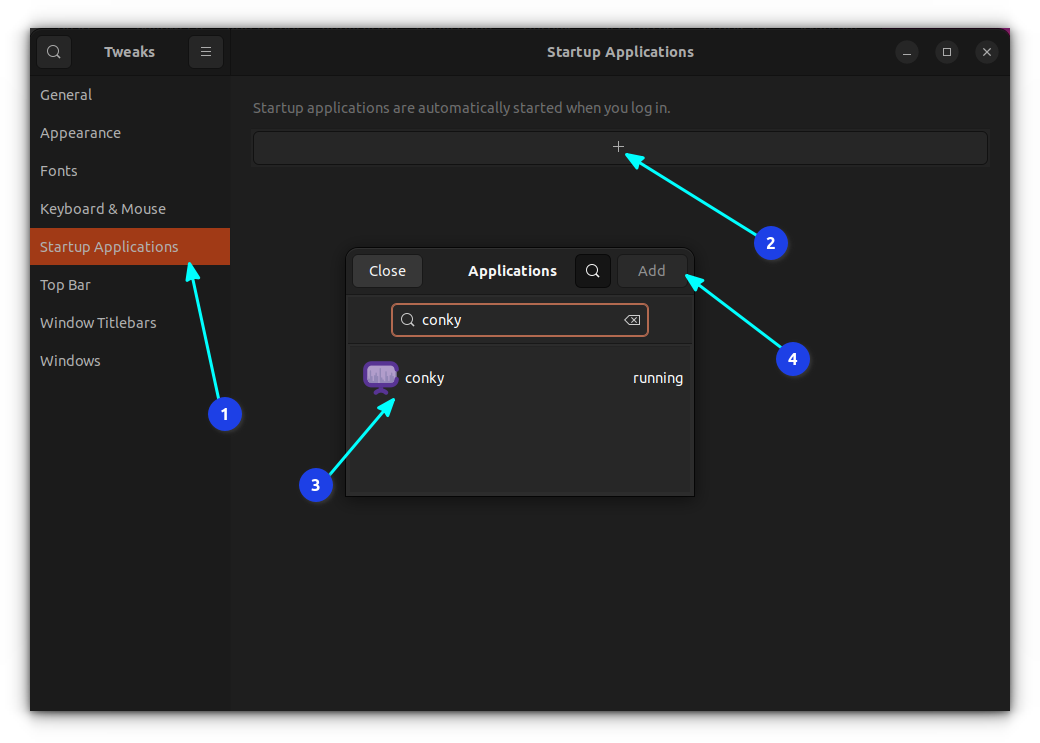 Tweaks
Startup Applications
General
Appearance
Fonts
Keyboard & Mouse
Startup Applications
Top Bar
Window Titlebars
Windows
Startup applications are automatically started when you log in.
Close
Applications
Add
conky
conky
running
1
2
3
4